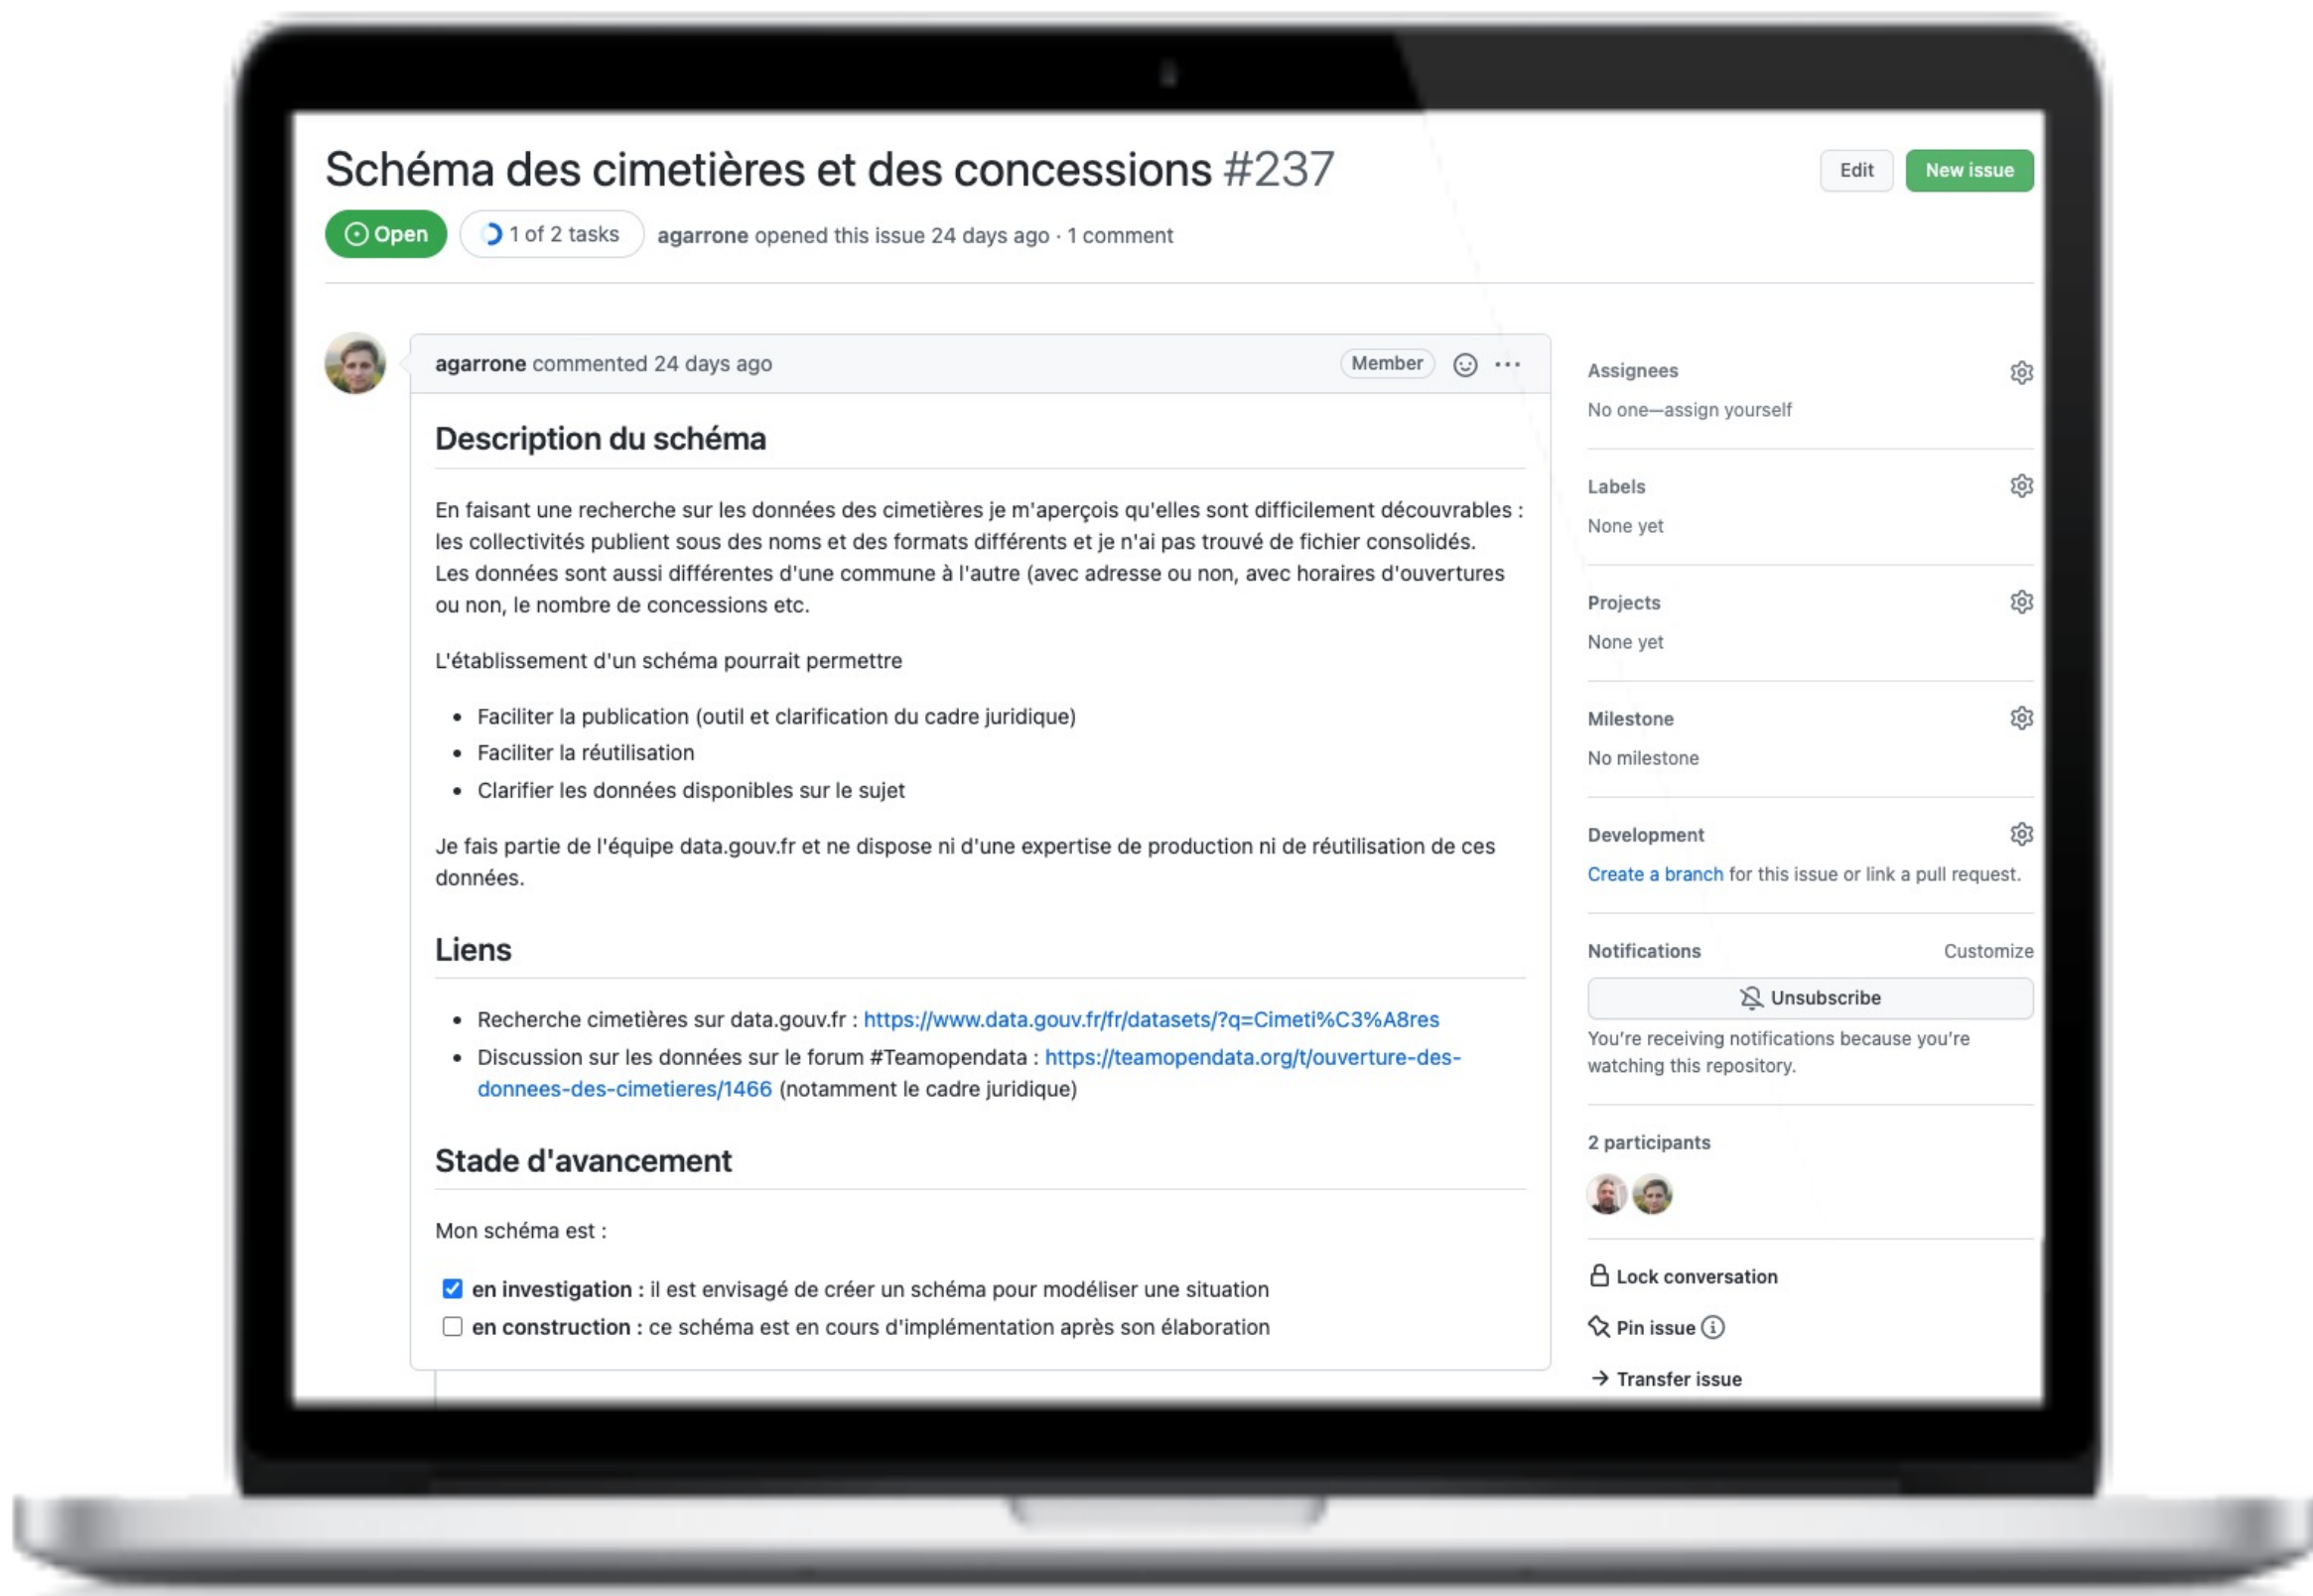 Schéma des cimetières et des concessions #237
Edit
New issue
Open
1 of 2 tasks
agarrone opened this issue 24 days ago · 1 comment
agarrone commented 24 days ago
Member
Description du schéma
En faisant une recherche sur les données des cimetières je m'aperçois qu'elles sont difficilement découvrables :
les collectivités publient sous des noms et des formats différents et je n'ai pas trouvé de fichier consolidés.
Les données sont aussi différentes d'une commune à l'autre (avec adresse ou non, avec horaires d'ouvertures
ou non, le nombre de concessions etc.
L'établissement d'un schéma pourrait permettre
• Faciliter la publication (outil et clarification du cadre juridique)
• Faciliter la réutilisation
• Clarifier les données disponibles sur le sujet
Je fais partie de l'équipe data.gouv.fr et ne dispose ni d'une expertise de production ni de réutilisation de ces
données.
Liens
• Recherche cimetières sur data.gouv.fr : https://www.data.gouv.fr/fr/datasets/?q=Cimeti%C3%A8res
• Discussion sur les données sur le forum #Teamopendata : https://teamopendata.org/t/ouverture-des-
donnees-des-cimetieres/1466 (notamment le cadre juridique)
Stade d'avancement
Mon schéma est :
en investigation : il est envisagé de créer un schéma pour modéliser une situation
en construction : ce schéma est en cours d'implémentation après son élaboration
Assignees
No one—assign yourself
Labels
None yet
Projects
None yet
Milestone
No milestone
Development
Create a branch for this issue or link a pull request.
Notifications
Customize
Unsubscribe
You're receiving notifications because you're
watching this repository.
2 participants
Lock conversation
Pin issue
Transfer issue